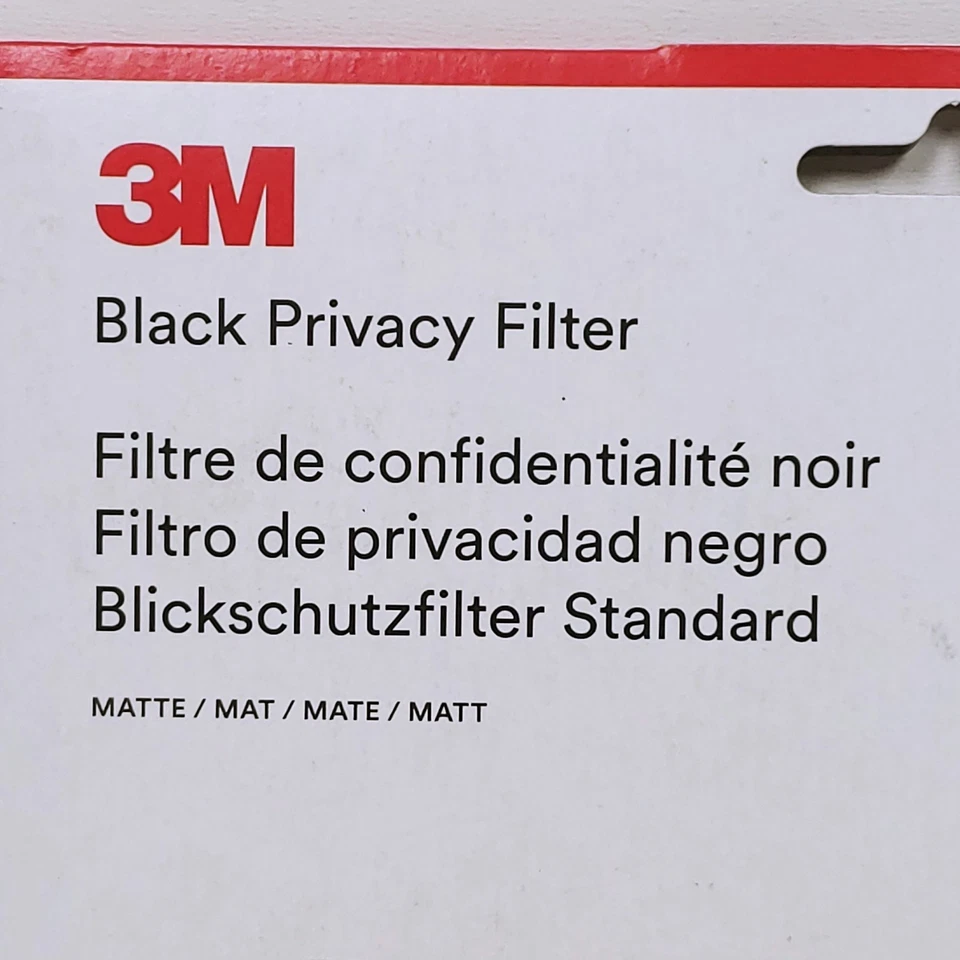 3M
Black Privacy Filter
Filtre de confidentialité noir
Filtro de privacidad negro
Blickschutzfilter Standard
MATTE / MAT / MATE / MATT